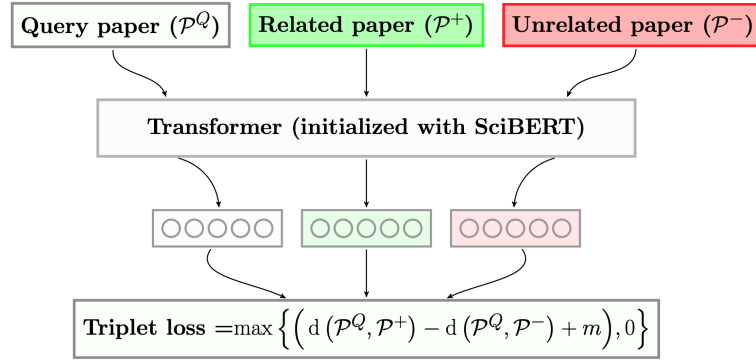 Query paper (𝒫^Q)
Related paper (𝒫^+)
Unrelated paper (𝒫^−)
Transformer (initialized with SciBERT)
Triplet loss =max{(d(𝒫^Q, 𝒫^+) − d(𝒫^Q, 𝒫^−) + m), 0}